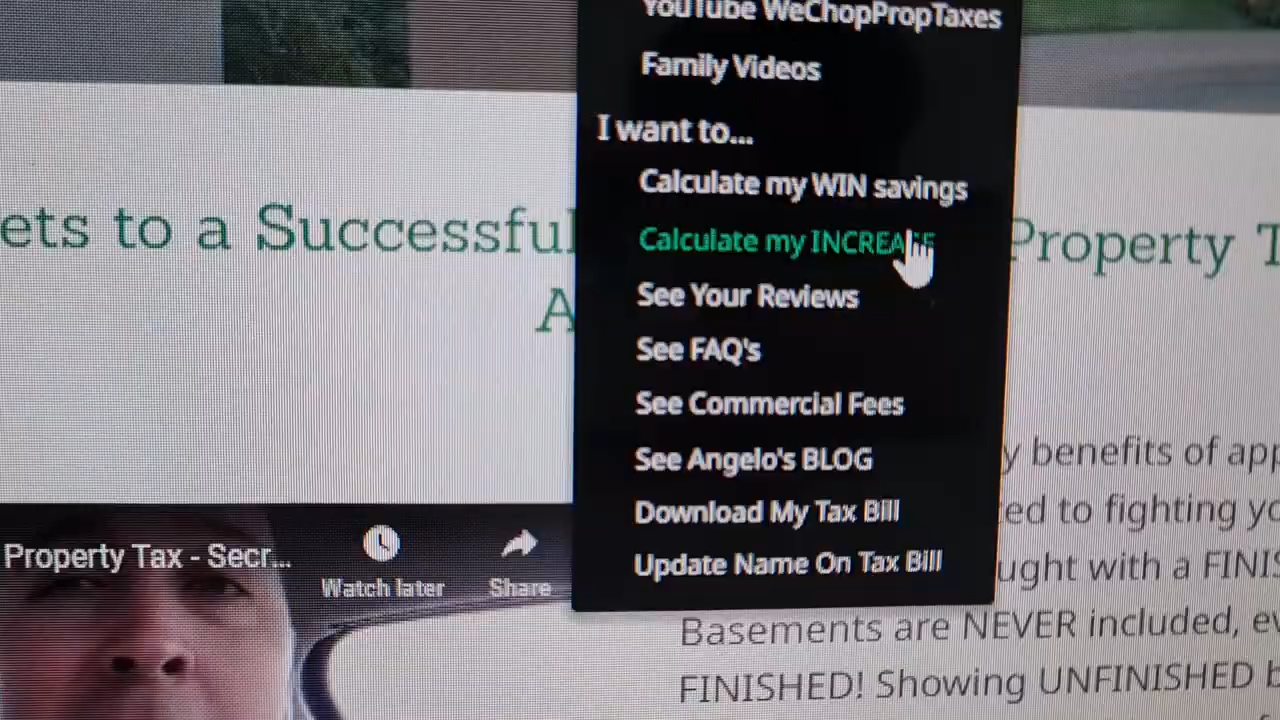 YouTube WeChopPropTaxes
Family Videos
I want to...
Calculate my WIN savings
Calculate my INCREASE
See Your Reviews
See FAQ's
See Commercial Fees
See Angelo's BLOG
Download My Tax Bill
Update Name On Tax Bill
ets to a Successful Property T
A
Property Tax - Secr...
Watch later
Share
y benefits of app
ed to fighting yo
ught with a FINIS
Basements are NEVER included, ev
FINISHED! Showing UNFINISHED b